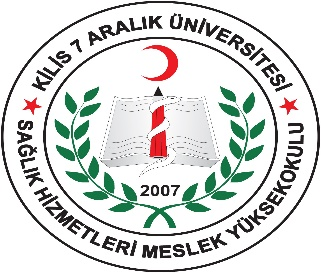 KİLİS 7 ARALIK ÜNİVERSİTESİ
2007
SAĞLIK HİZMETLERİ MESLEK YÜKSEKOKULU